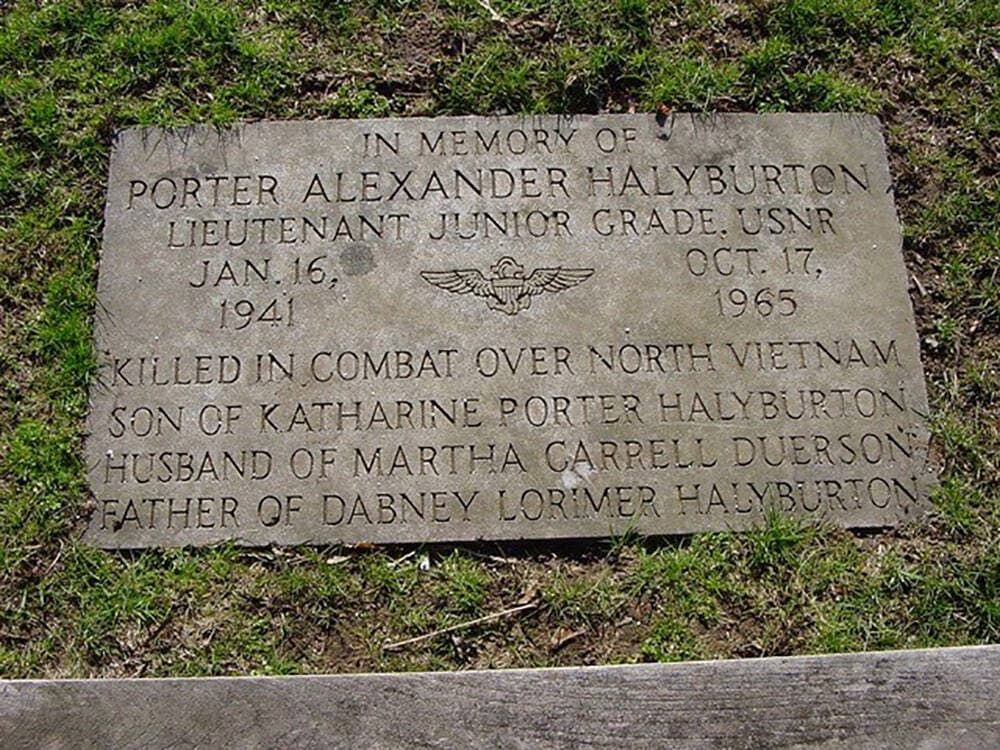 IN MEMORY OF
PORTER ALEXANDER HALYBURTON
LIEUTENANT JUNIOR GRADE, USNR
JAN. 16, OCT. 17,
1941 1965
KILLED IN COMBAT OVER NORTH VIETNAM
SON OF KATHARINE PORTER HALYBURTON
HUSBAND OF MARTHA CARRELL DUERSON
FATHER OF DABNEY LORIMER HALYBURTON